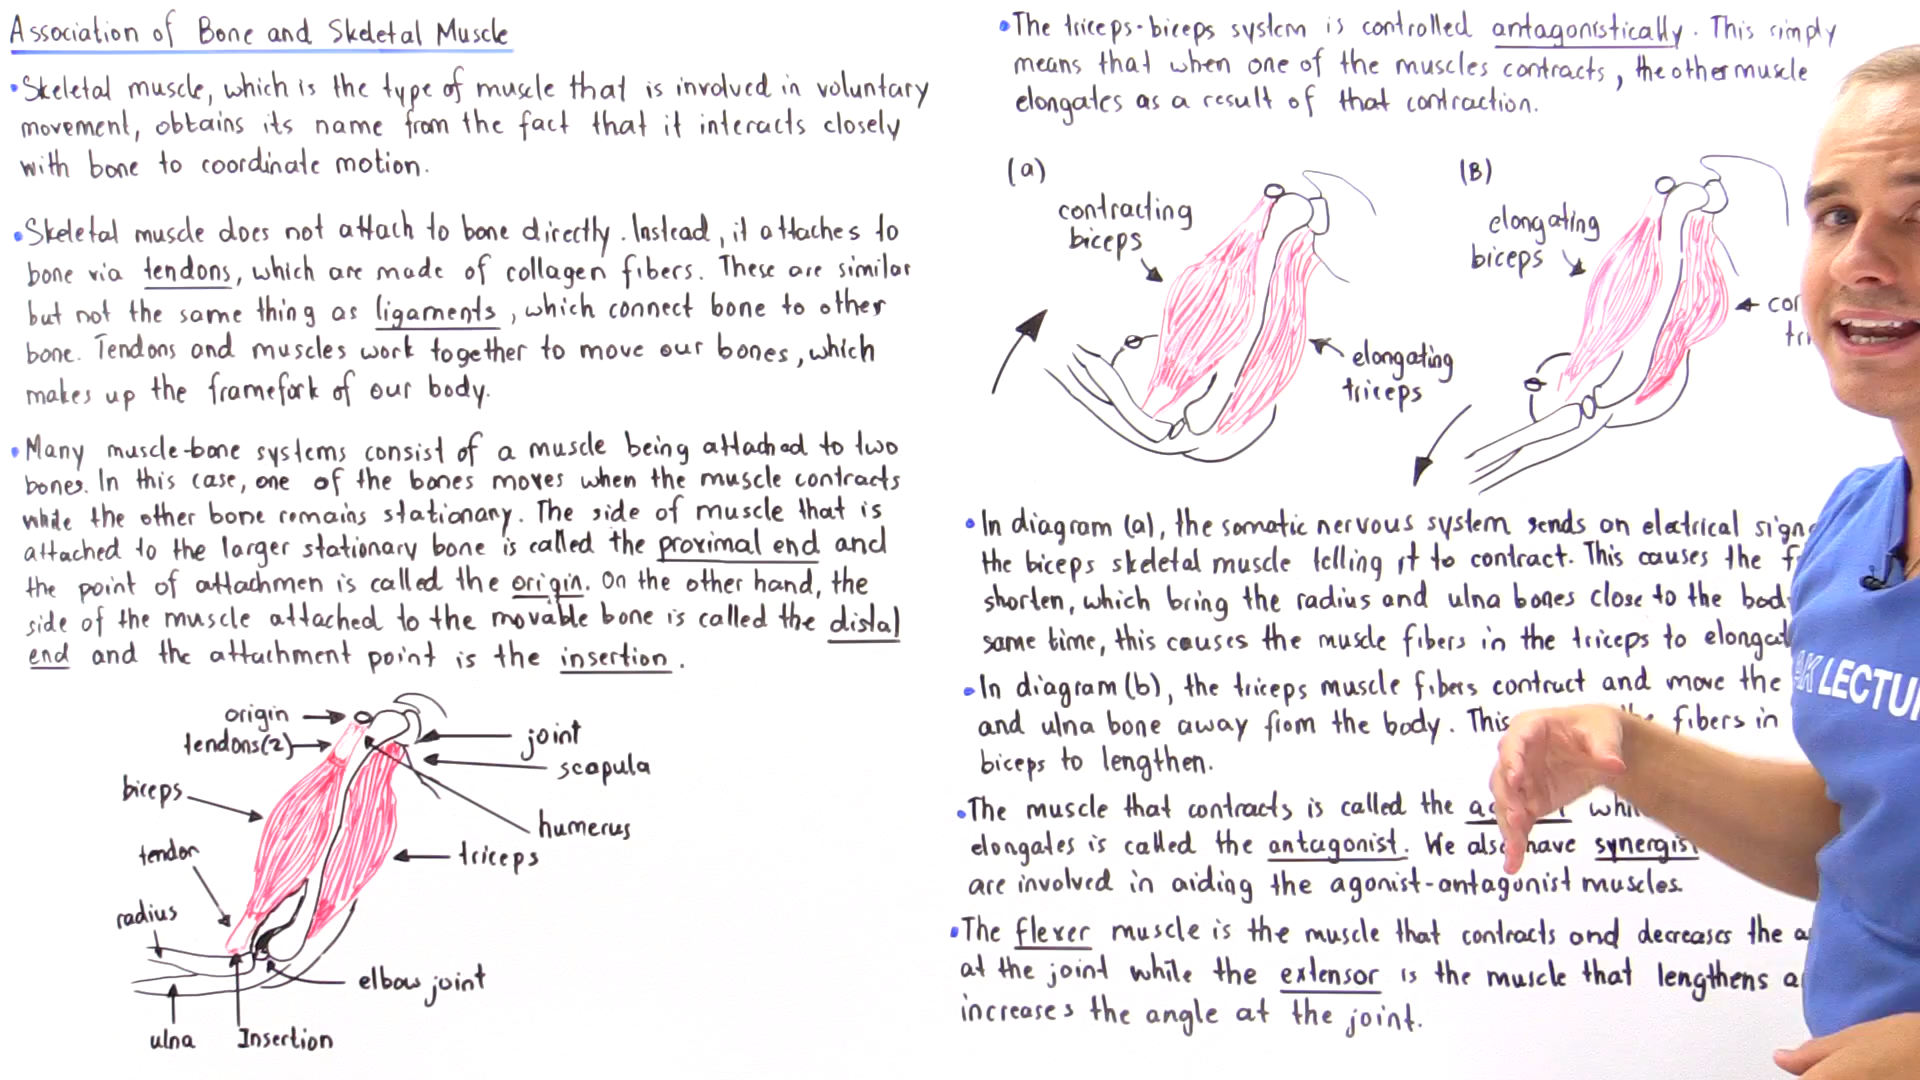 Association of Bone and Skeletal Muscle
•Skeletal muscle, which is the type of muscle that is involved in voluntary
movement, obtains its name from the fact that it interacts closely
with bone to coordinate motion.
•Skeletal muscle does not attach to bone directly. Instead, it attaches to
bone via tendons, which are made of collagen fibers. These are similar
but not the same thing as ligaments, which connect bone to other
bone. Tendons and muscles work together to move our bones, which
makes up the framefork of our body.
•Many muscle-bone systems consist of a muscle being attached to two
bones. In this case, one of the bones moves when the muscle contracts
while the other bone remains stationary. The side of muscle that is
attached to the larger stationary bone is called the proximal end and
the point of attachmen is called the origin. On the other hand, the
side of the muscle attached to the movable bone is called the distal
end and the attachment point is the insertion.
origin
tendons(2)
joint
scapula
biceps
humerus
tendon
triceps
radius
elbow joint
ulna
Insertion
•The triceps-biceps system is controlled antagonistically. This simply
means that when one of the muscles contracts, the other muscle
elongates as a result of that contraction.
(a)
contracting
biceps
elongating
triceps
(B)
elongating
biceps
•In diagram (a), the somatic nervous system sends on electrical
the biceps skeletal muscle telling it to contract. This causes the
shorten, which bring the radius and ulna bones close to the
same time, this causes the muscle fibers in the triceps to
•In diagram (b), the triceps muscle fibers contract and move the
and ulna bone away from the body. This the fibers in
biceps to lengthen.
•The muscle that contracts is called the
elongates is called the antagonist. We also have
are involved in aiding the agonist-antagonist muscles.
•The flexer muscle is the muscle that contracts and decreases the
at the joint while the extensor is the muscle that lengthens
increases the angle at the joint.
AK LECTU